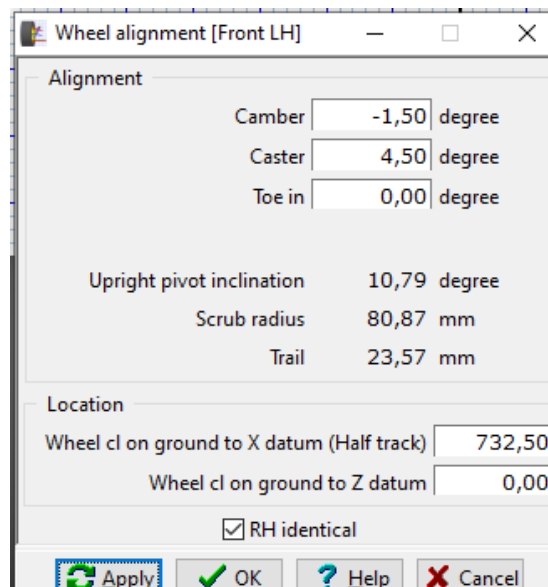 Wheel alignment [Front LH]
Alignment
Camber -1,50 degree
Caster 4,50 degree
Toe in 0,00 degree
Upright pivot inclination 10,79 degree
Scrub radius 80,87 mm
Trail 23,57 mm
Location
Wheel cl on ground to X datum (Half track) 732,50
Wheel cl on ground to Z datum 0,00
RH identical
Apply OK Help Cancel